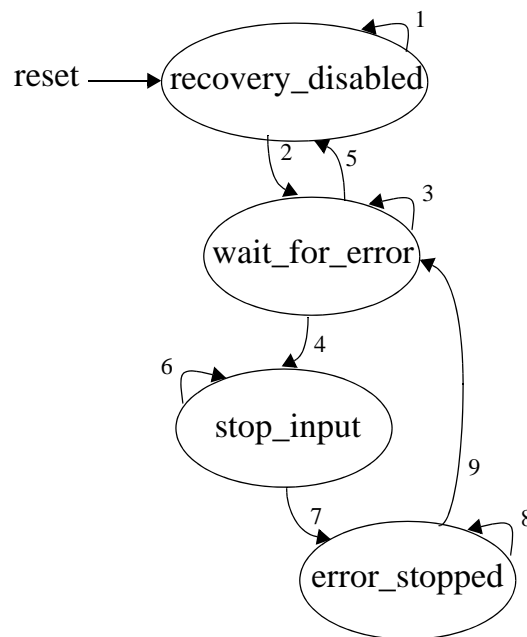 1
reset
recovery_disabled
2
5
3
wait_for_error
4
6
stop_input
9
7
8
error_stopped